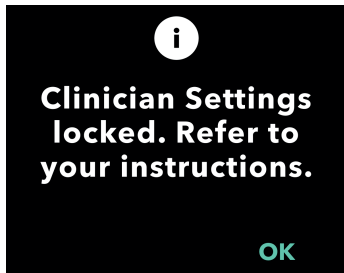 i
Clinician Settings
locked. Refer to
your instructions.
OK